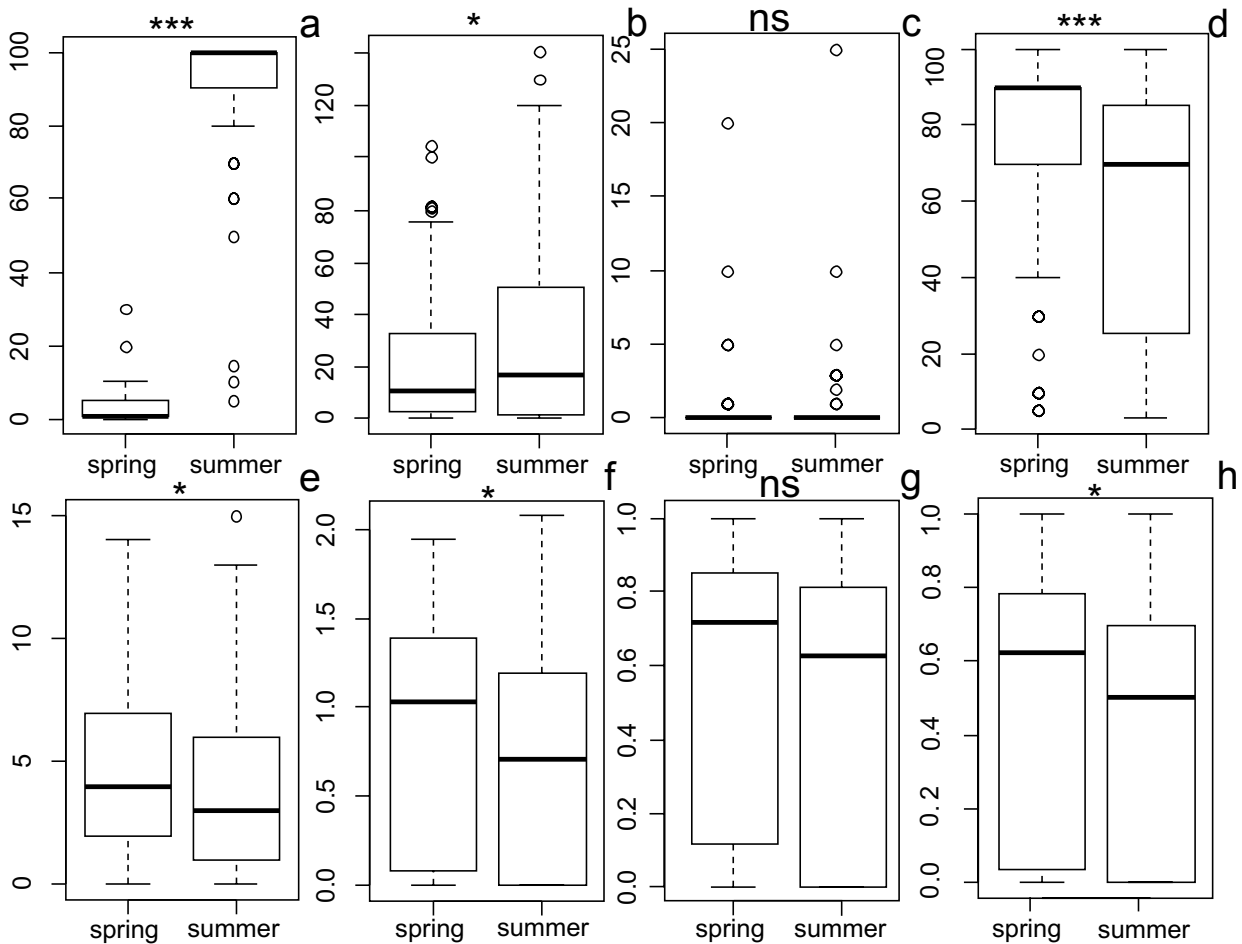 *** a * b ns c *** d
100 80 60 40 20 0
120 80 60 40 20 0
25 20 15 10 5 0
100 80 60 40 20 0
spring summer spring summer spring summer spring summer
* e * f ns g * h
15 10 5 0
2.0 1.5 1.0 0.5 0.0
1.0 0.8 0.6 0.4 0.2 0.0
1.0 0.8 0.6 0.4 0.2 0.0
spring summer spring summer spring summer spring summer